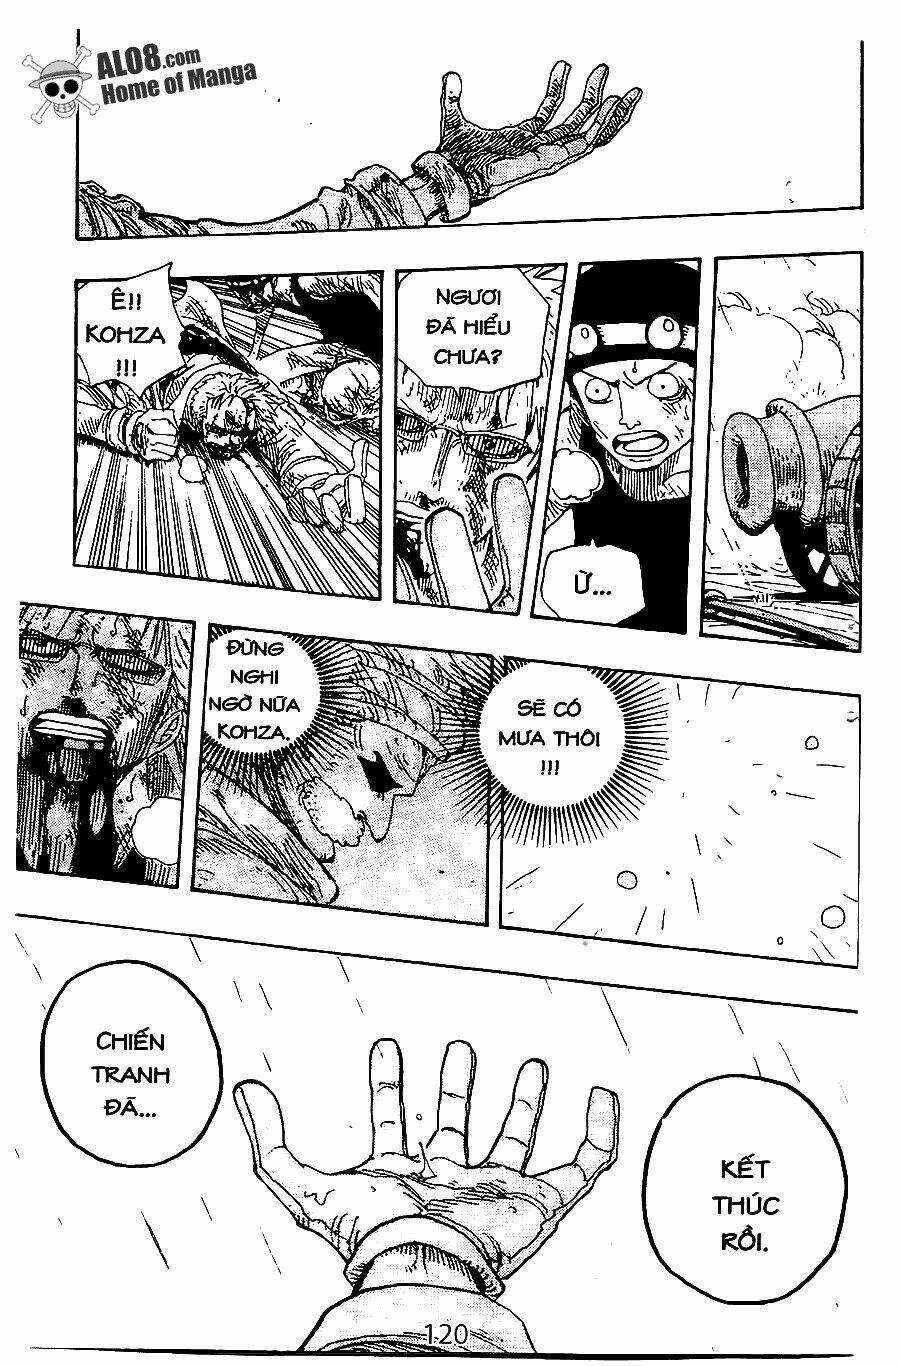 ALO8.com
Home of Manga
Ê!!
KOHZA
!!!
NGƯƠI
ĐÃ HIỂU
CHƯA?
Ừ...
ĐỪNG
NGHI
NGỜ NỮA
KOHZA.
SẼ CÓ
MƯA THÔI
!!!
CHIẾN
TRANH
ĐÃ...
KẾT
THÚC
RỒI.
120